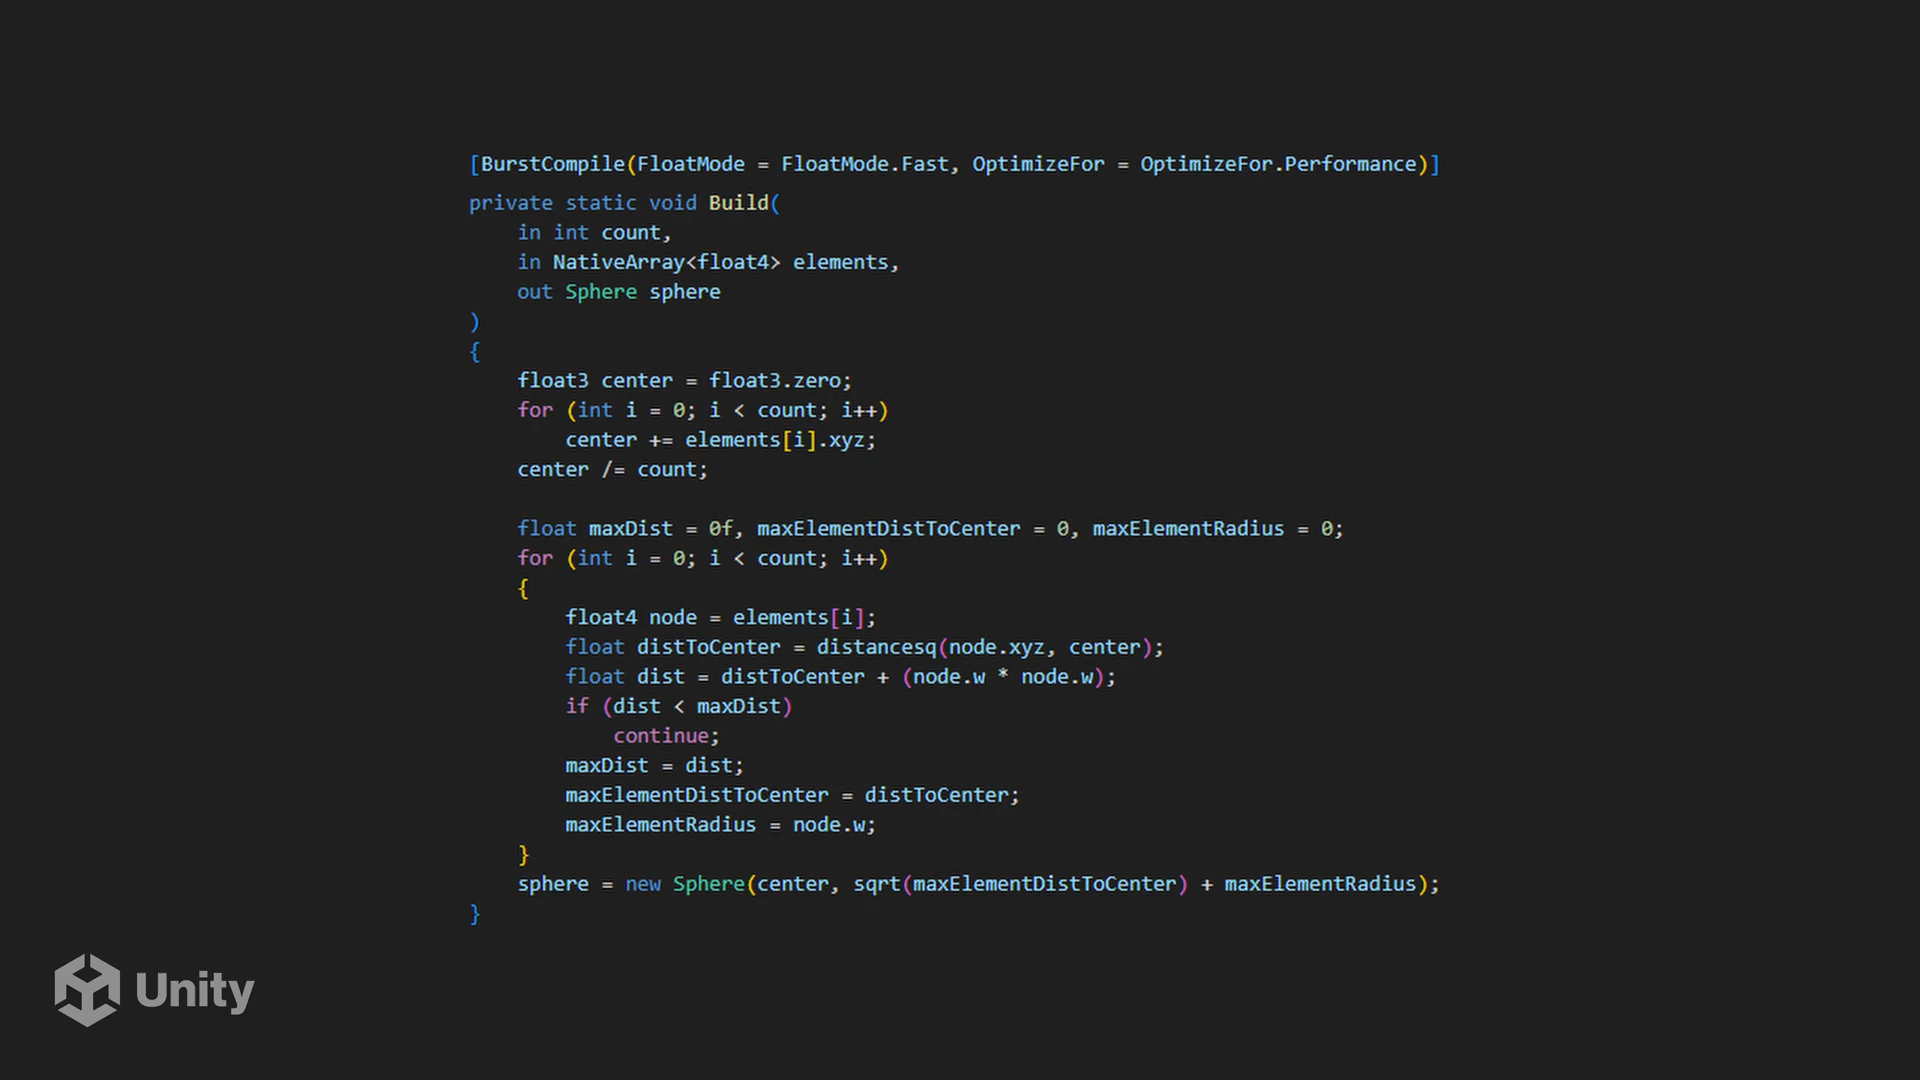 [BurstCompile(FloatMode = FloatMode.Fast, OptimizeFor = OptimizeFor.Performance)]
private static void Build(
    in int count,
    in NativeArray<float4> elements,
    out Sphere sphere
)
{
    float3 center = float3.zero;
    for (int i = 0; i < count; i++)
        center += elements[i].xyz;
    center /= count;

    float maxDist = 0f, maxElementDistToCenter = 0, maxElementRadius = 0;
    for (int i = 0; i < count; i++)
    {
        float4 node = elements[i];
        float distToCenter = distancesq(node.xyz, center);
        float dist = distToCenter + (node.w * node.w);
        if (dist < maxDist)
            continue;
        maxDist = dist;
        maxElementDistToCenter = distToCenter;
        maxElementRadius = node.w;
    }
    sphere = new Sphere(center, sqrt(maxElementDistToCenter) + maxElementRadius);
}
Unity